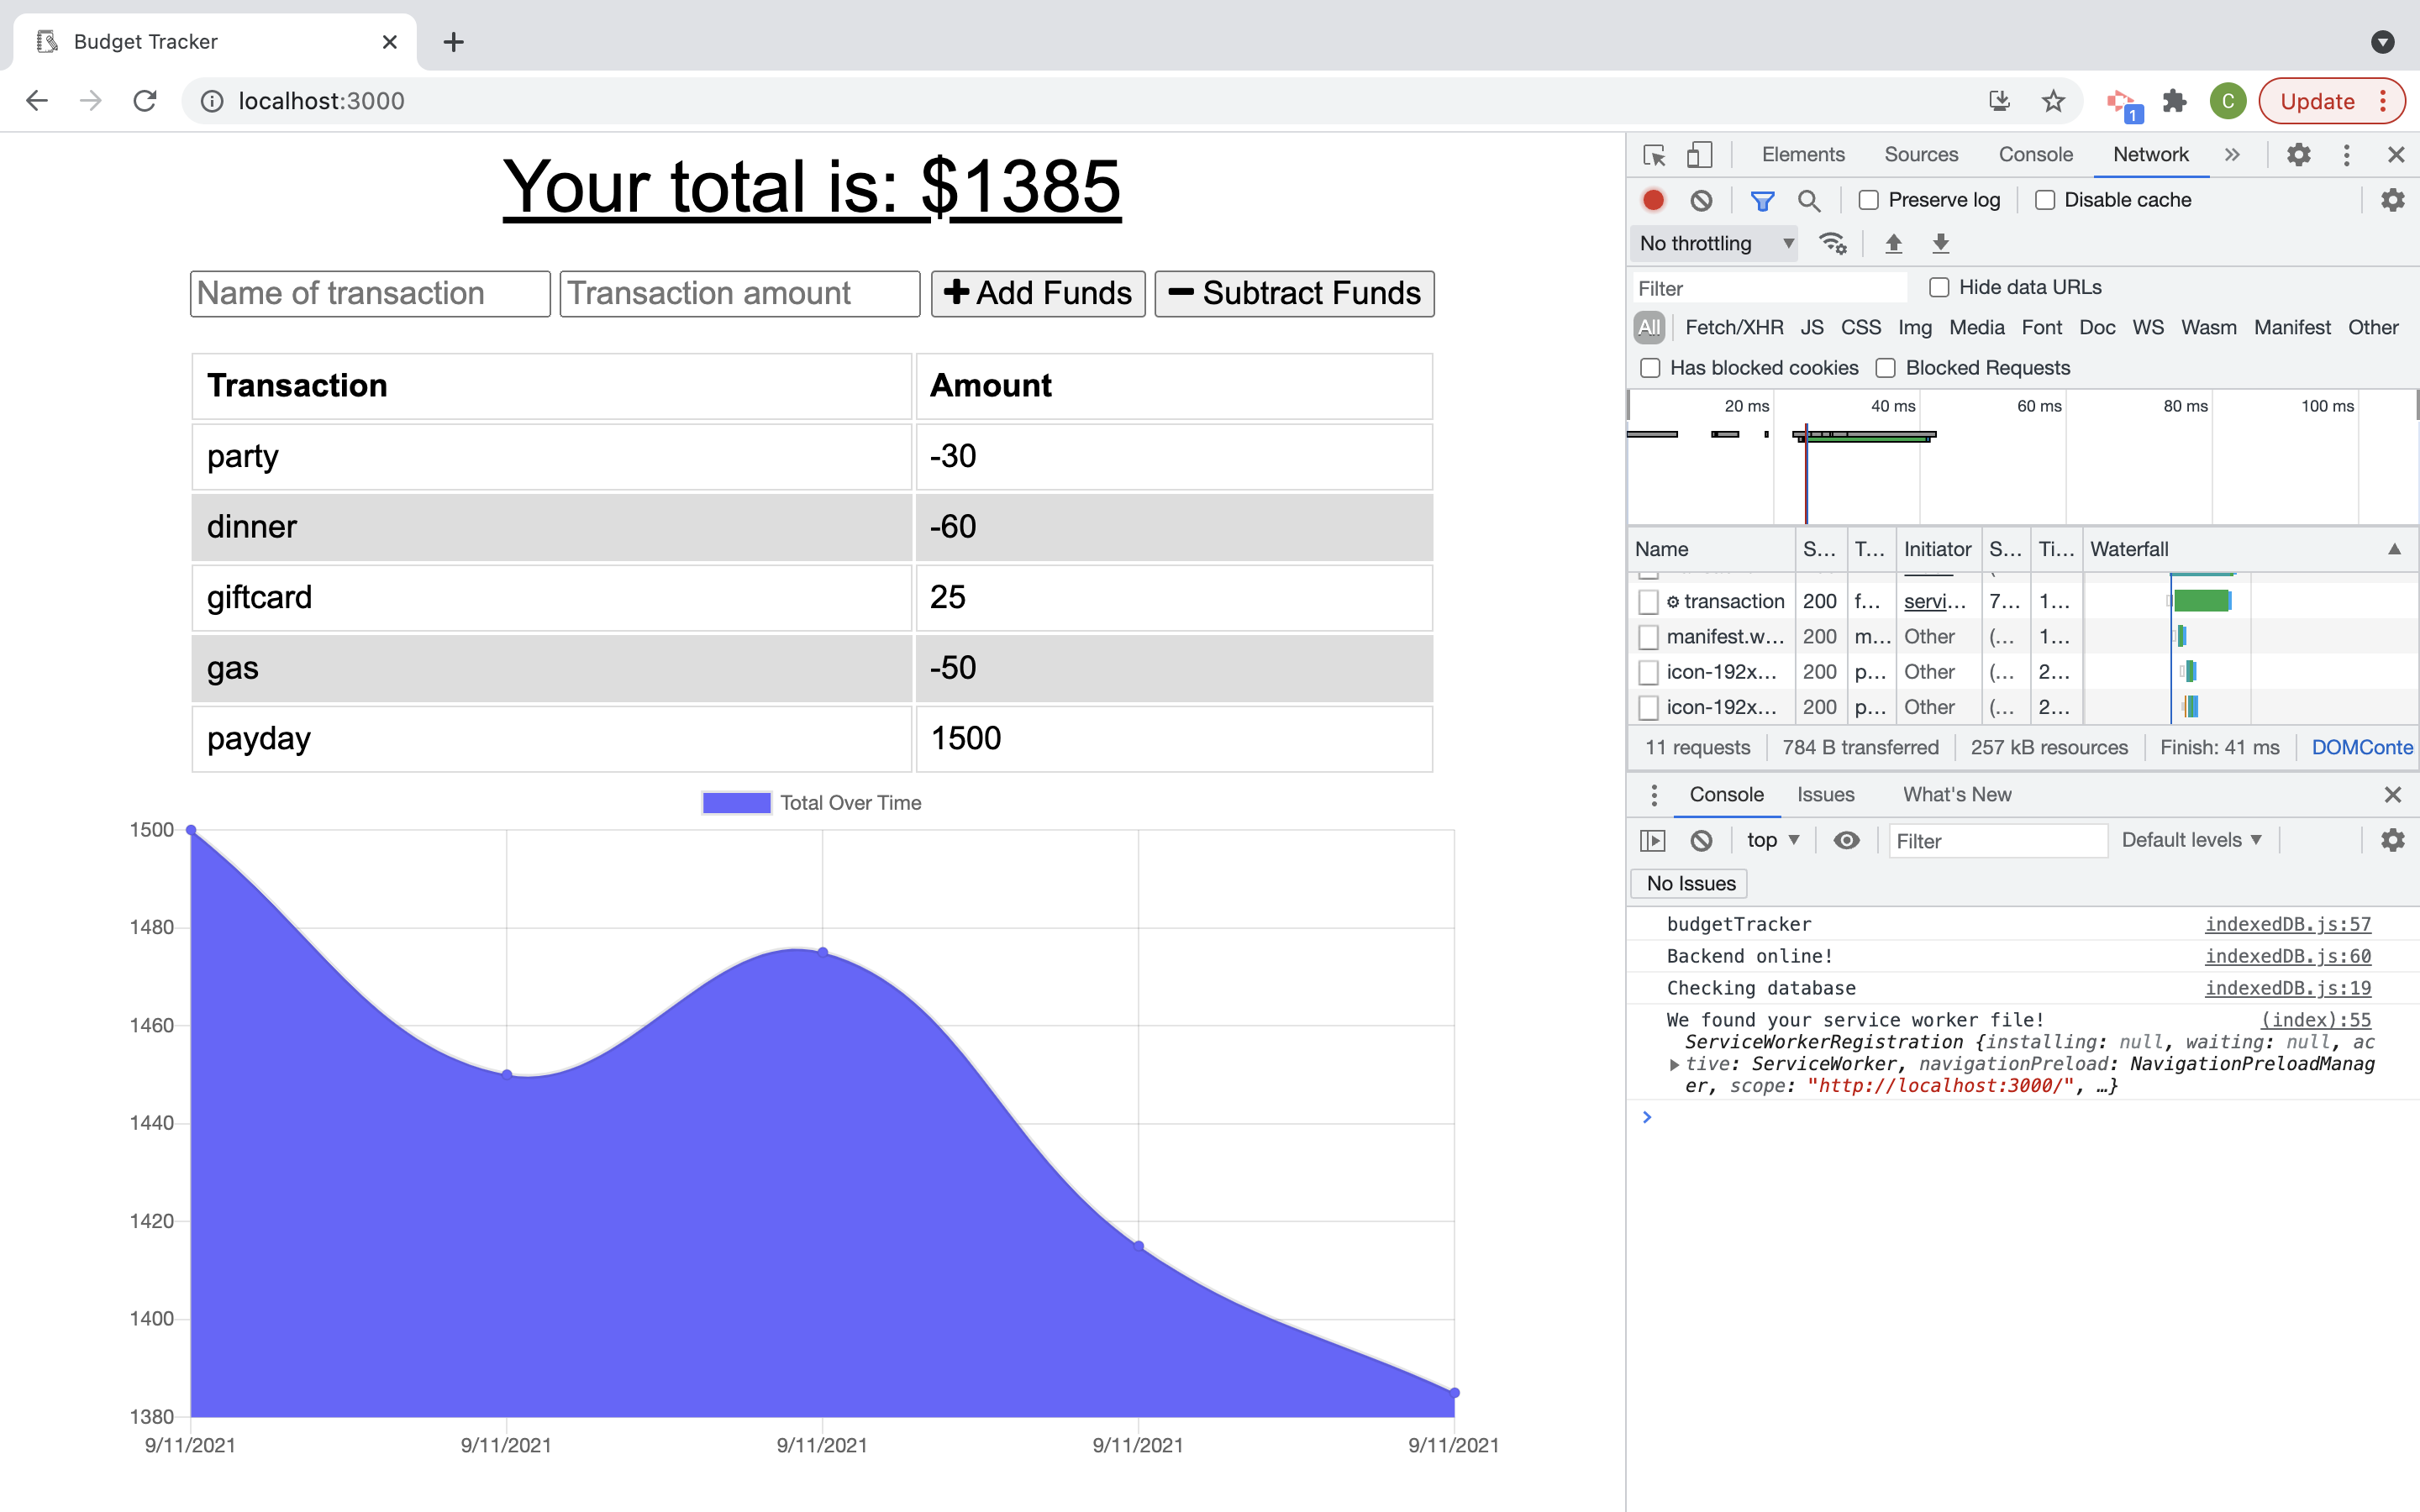 Budget Tracker
localhost:3000
1
C
Update
Your total is: $1385
Name of transaction Transaction amount Add Funds Subtract Funds
Transaction Amount
party -30
dinner -60
giftcard 25
gas -50
payday 1500
Total Over Time
1500
1480
1460
1440
1420
1400
1380
9/11/2021 9/11/2021 9/11/2021 9/11/2021 9/11/2021
Elements Sources Console Network
Preserve log Disable cache
No throttling
Filter Hide data URLs
All Fetch/XHR JS CSS Img Media Font Doc WS Wasm Manifest Other
Has blocked cookies Blocked Requests
20 ms 40 ms 60 ms 80 ms 100 ms
Name S... T... Initiator S... Ti... Waterfall
transaction 200 f... servi... 7... 1...
manifest.w... 200 m... Other (... 1...
icon-192x... 200 p... Other (... 2...
icon-192x... 200 p... Other (... 2...
11 requests 784 B transferred 257 kB resources Finish: 41 ms DOMConte
Console Issues What's New
top Filter Default levels
No Issues
budgetTracker indexedDB.js:57
Backend online! indexedDB.js:60
Checking database indexedDB.js:19
We found your service worker file! (index):55
ServiceWorkerRegistration {installing: null, waiting: null, ac
tive: ServiceWorker, navigationPreload: NavigationPreloadManag
er, scope: "http://localhost:3000/", …}